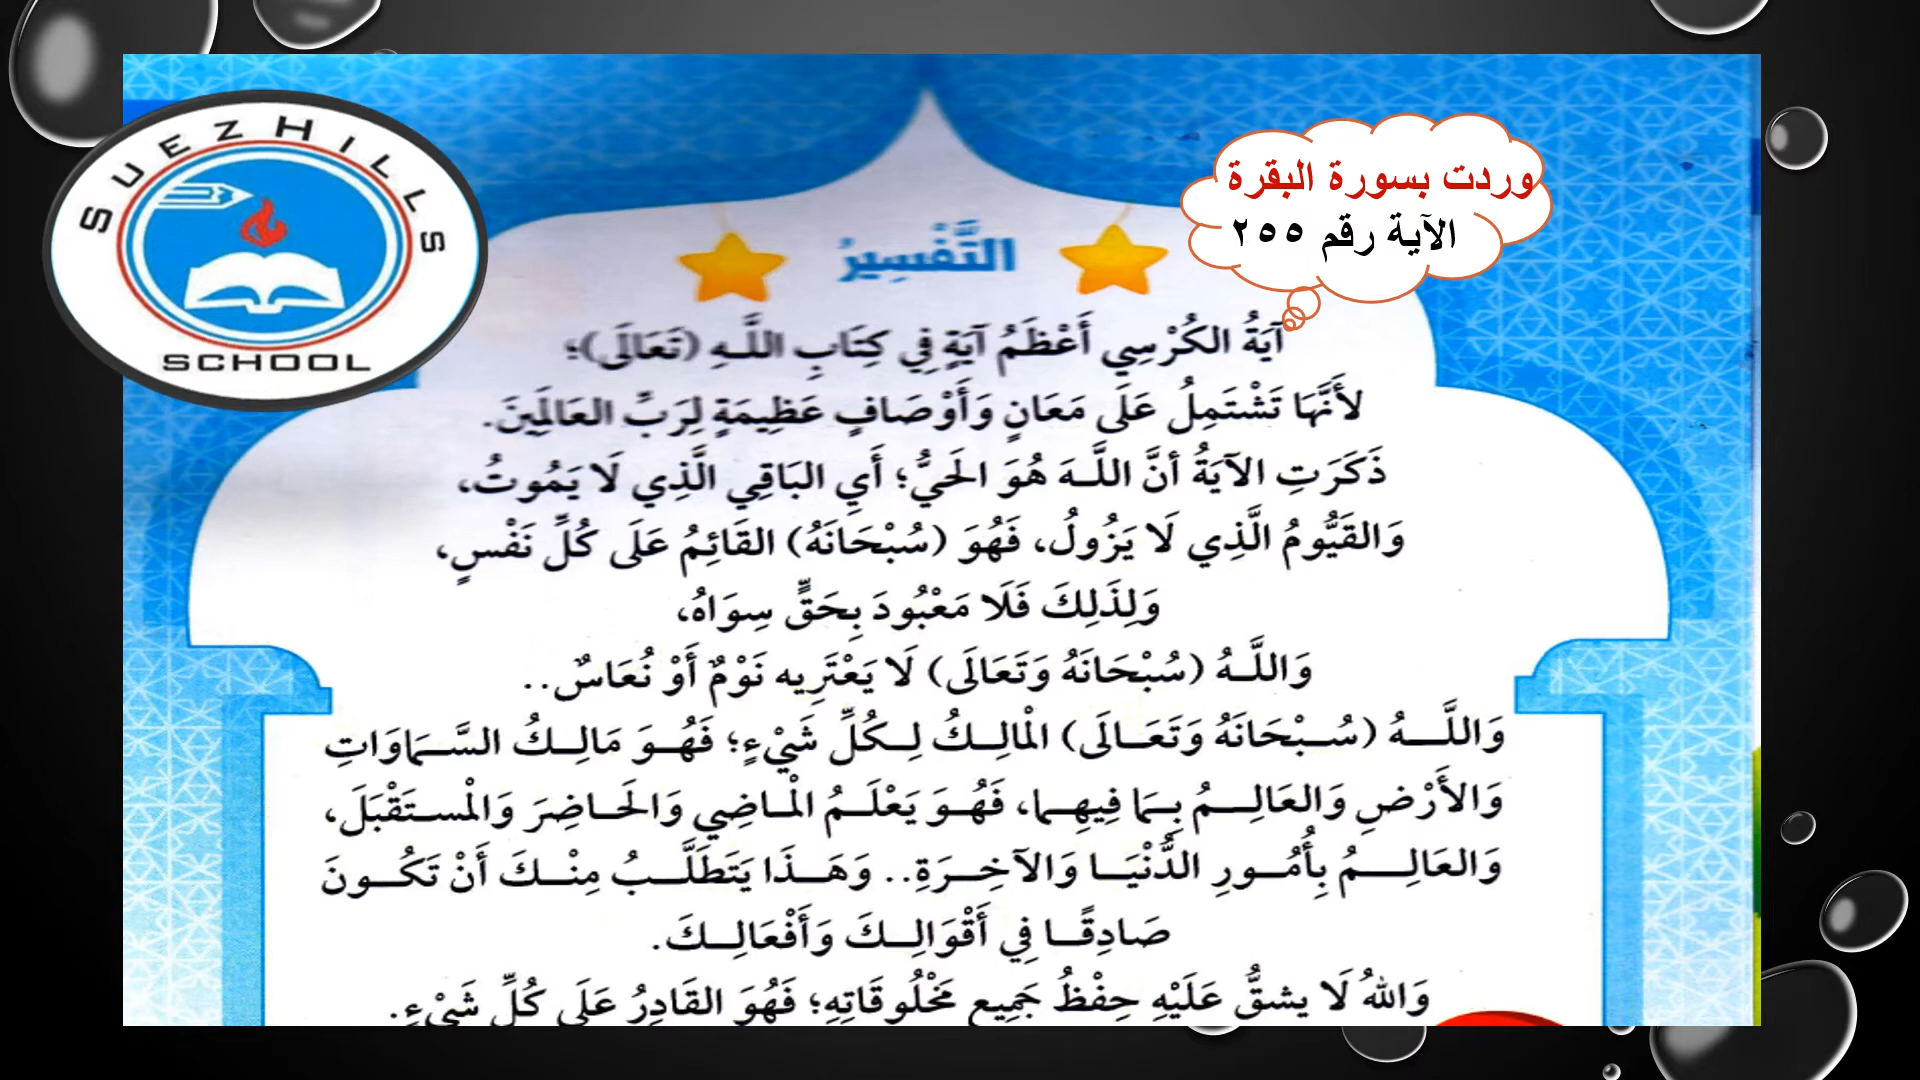 SUEZ HILLS
SCHOOL
وردت بسورة البقرة
الآية رقم ٢٥٥
التَّفْسِيرُ
آيَةُ الكُرْسِي أَعْظَمُ آيَةٍ فِي كِتَابِ اللَّـهِ (تَعَالَى)؛
لأَنَّهَا تَشْتَمِلُ عَلَى مَعَانٍ وَأَوْصَافٍ عَظِيمَةٍ لِرَبِّ العَالَمِينَ.
ذَكَرَتِ الآيَةُ أنَّ اللَّـهَ هُوَ الحَيُّ؛ أَيِ البَاقِي الَّذِي لَا يَمُوتُ،
وَالقَيُّومُ الَّذِي لَا يَزُولُ، فَهُوَ (سُبْحَانَهُ) القَائِمُ عَلَى كُلِّ نَفْسٍ،
وَلِذَلِكَ فَلَا مَعْبُودَ بِحَقٍّ سِوَاهُ،
وَاللَّـهُ (سُبْحَانَهُ وَتَعَالَى) لَا يَعْتَرِيه نَوْمٌ أَوْ نُعَاسٌ..
وَاللَّـهُ (سُبْحَانَهُ وَتَعَالَى) الْمَالِكُ لِكُلِّ شَيْءٍ؛ فَهُوَ مَالِكُ السَّمَاوَاتِ
وَالأَرْضِ وَالعَالِمُ بِمَا فِيهِما، فَهُوَ يَعْلَمُ الْمَاضِي وَالحَاضِرَ وَالْمستَقْبَلَ،
وَالعَالِمُ بِأُمُورِ الدُّنْيَا وَالآخِرَةِ.. وَهَذَا يَتَطَلَّبُ مِنْكَ أَنْ تَكُونَ
صَادِقًا فِي أَقْوَالِكَ وَأَفْعَالِكَ.
وَاللهُ لَا يشقُّ عَلَيْهِ حِفْظُ جَمِيعِ مَخْلُوقَاتِهِ؛ فَهُوَ القَادِرُ عَلَى كُلِّ شَيْءٍ.